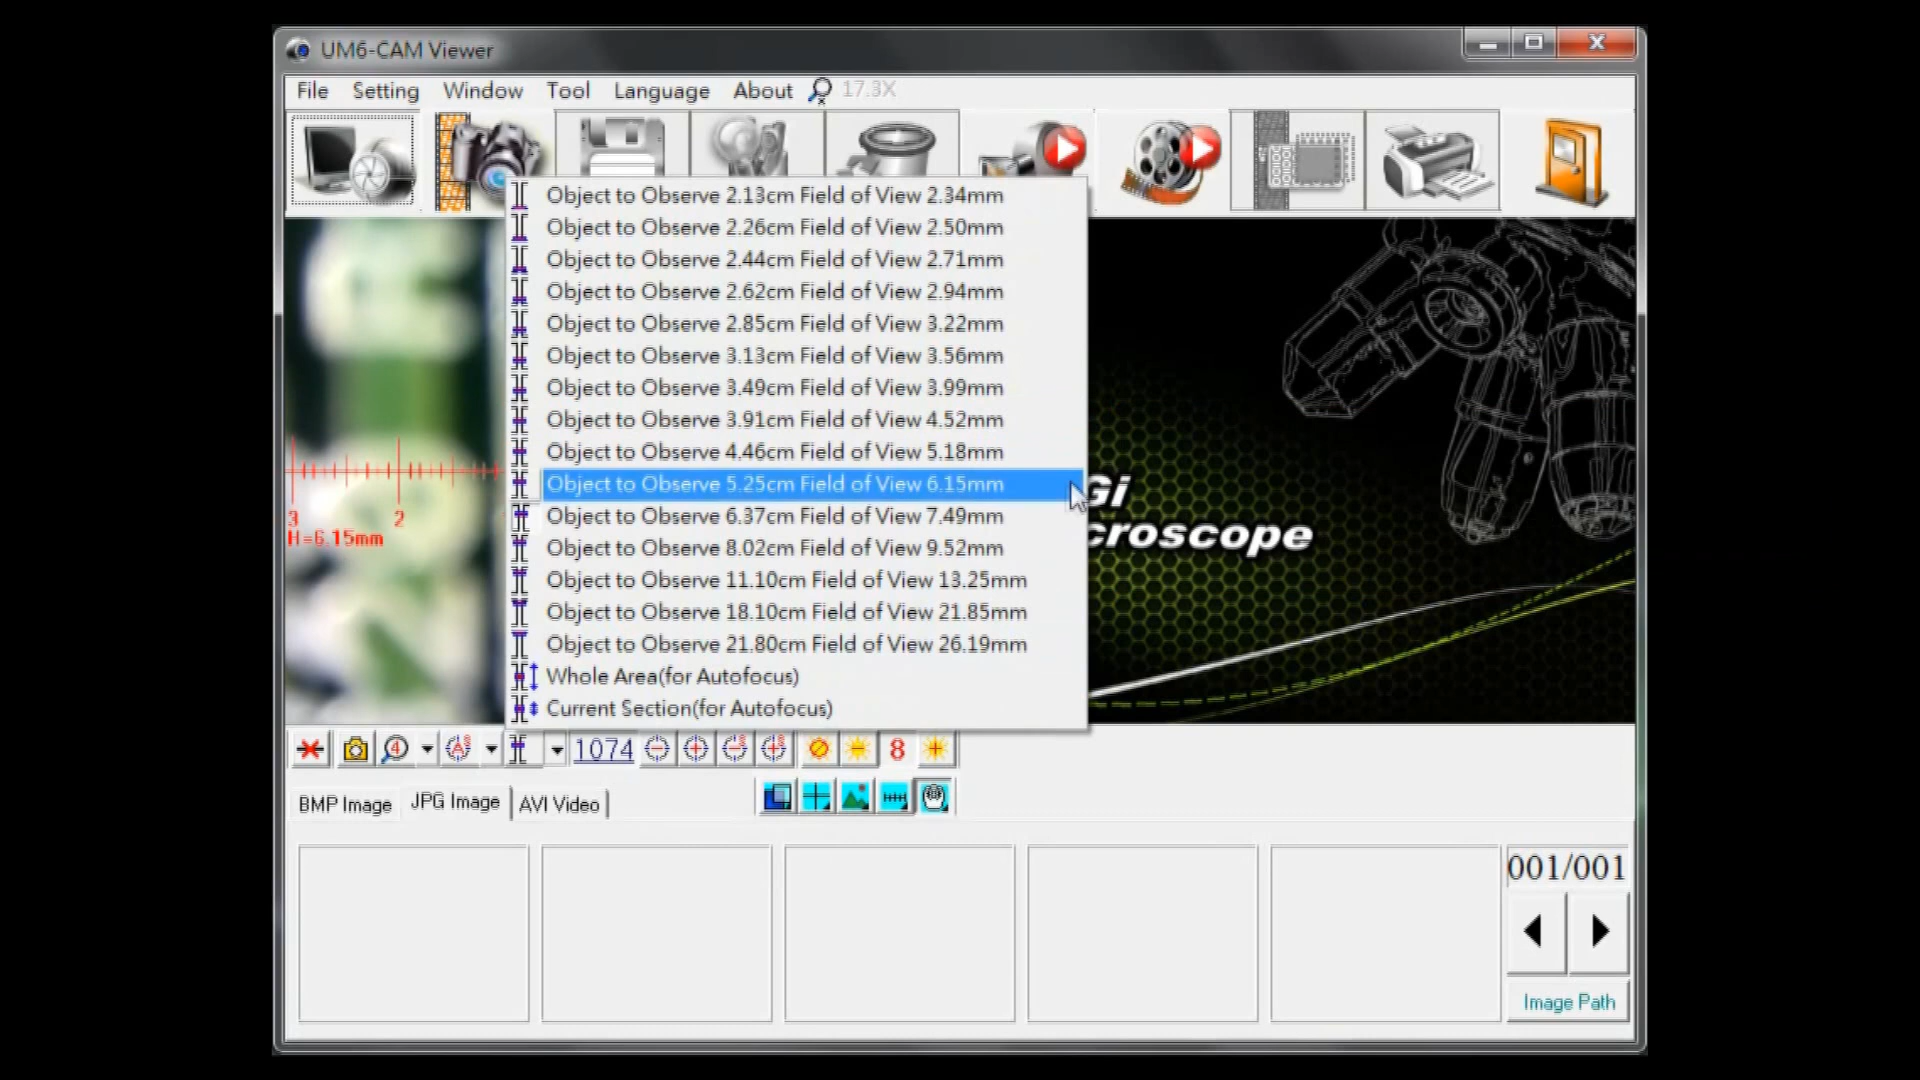 UM6-CAM Viewer
File Setting Window Tool Language About 17.3X
Object to Observe 2.13cm Field of View 2.34mm
Object to Observe 2.26cm Field of View 2.50mm
Object to Observe 2.44cm Field of View 2.71mm
Object to Observe 2.62cm Field of View 2.94mm
Object to Observe 2.85cm Field of View 3.22mm
Object to Observe 3.13cm Field of View 3.56mm
Object to Observe 3.49cm Field of View 3.99mm
Object to Observe 3.91cm Field of View 4.52mm
Object to Observe 4.46cm Field of View 5.18mm
Object to Observe 5.25cm Field of View 6.15mm
Object to Observe 6.37cm Field of View 7.49mm
Object to Observe 8.02cm Field of View 9.52mm
Object to Observe 11.10cm Field of View 13.25mm
Object to Observe 18.10cm Field of View 21.85mm
Object to Observe 21.80cm Field of View 26.19mm
Whole Area(for Autofocus)
Current Section(for Autofocus)
3 2
H=6.15mm
Gi
croscope
4 A 1074 8
BMP Image JPG Image AVI Video
001/001
Image Path